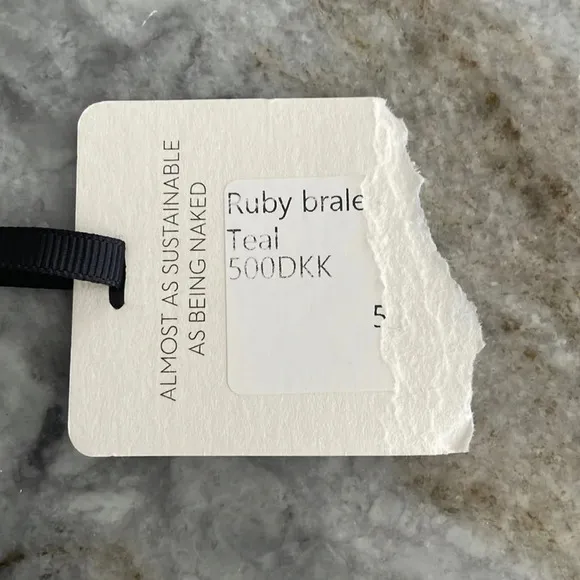 ALMOST AS SUSTAINABLE
AS BEING NAKED
Ruby brale
Teal
500DKK
5